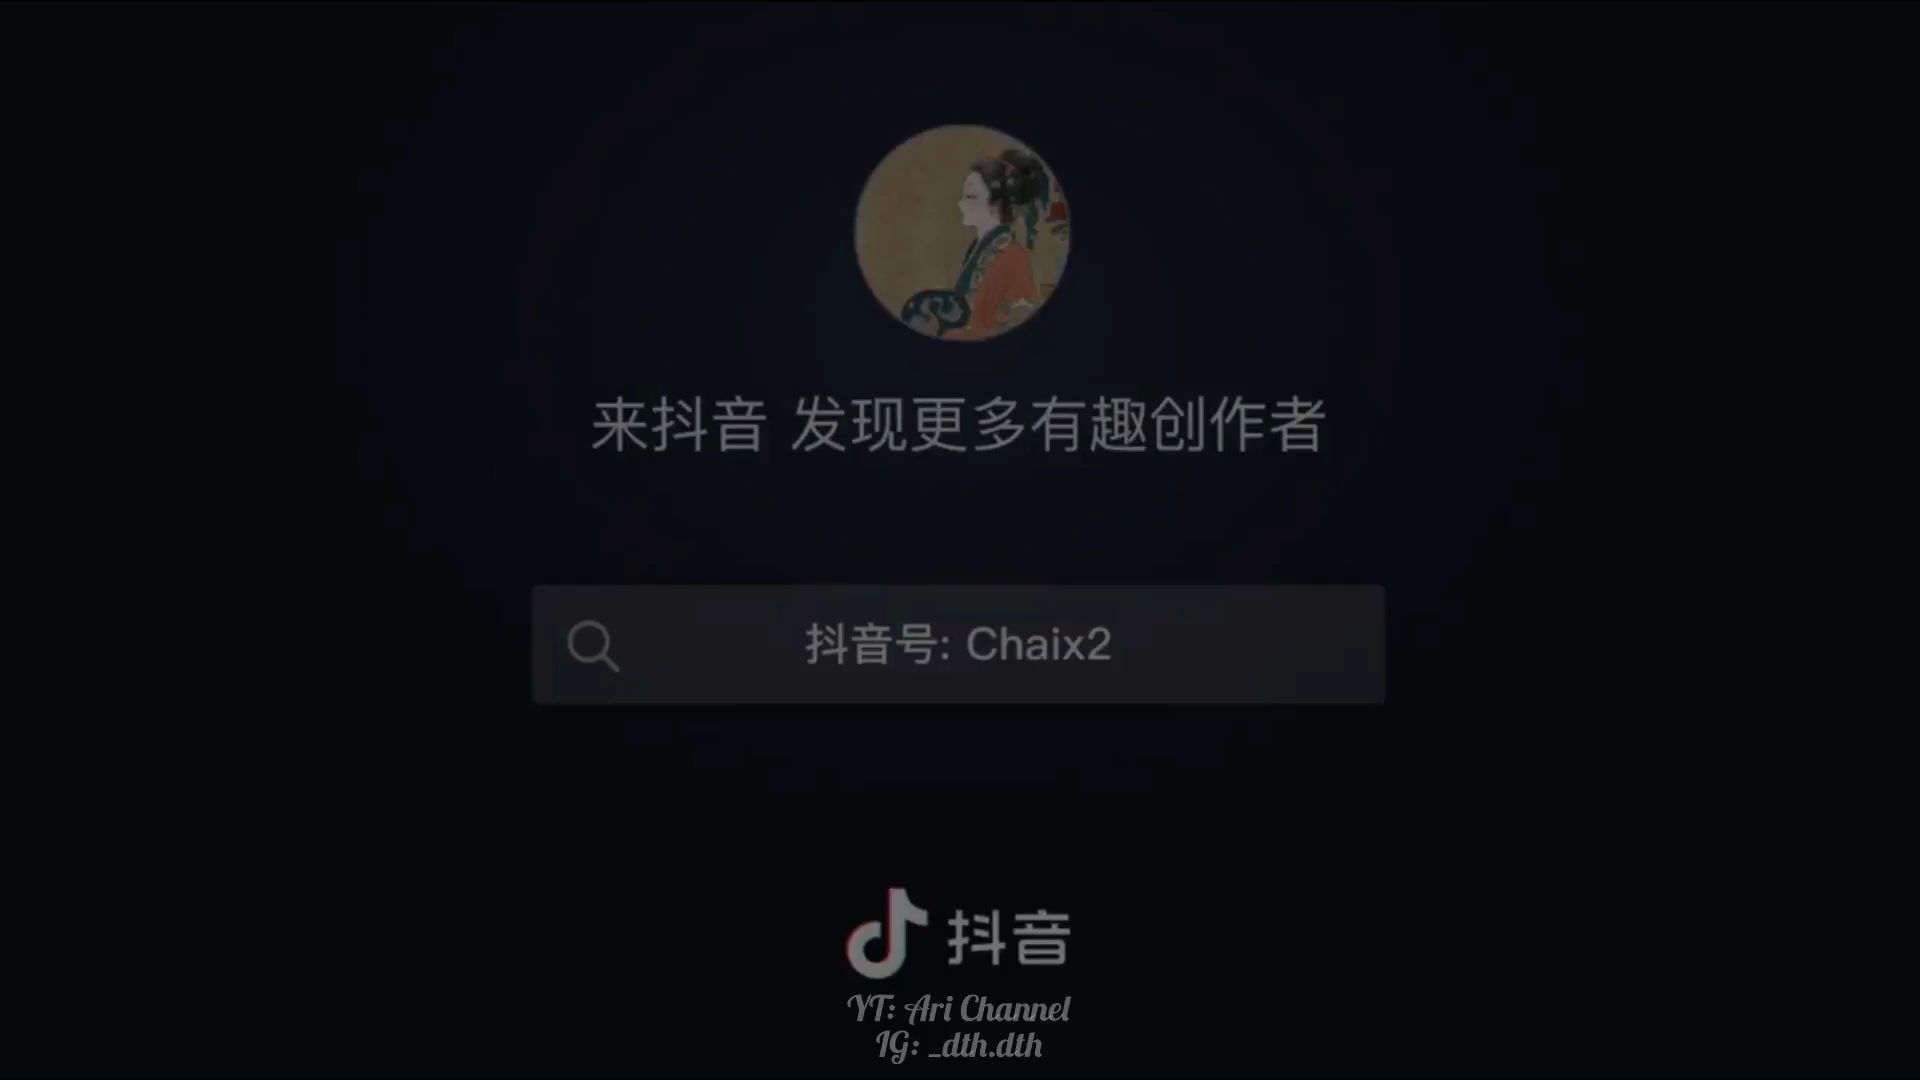 来抖音 发现更多有趣创作者
抖音号: Chaix2
抖音
YT: Ari Channel
IG: _dth.dth